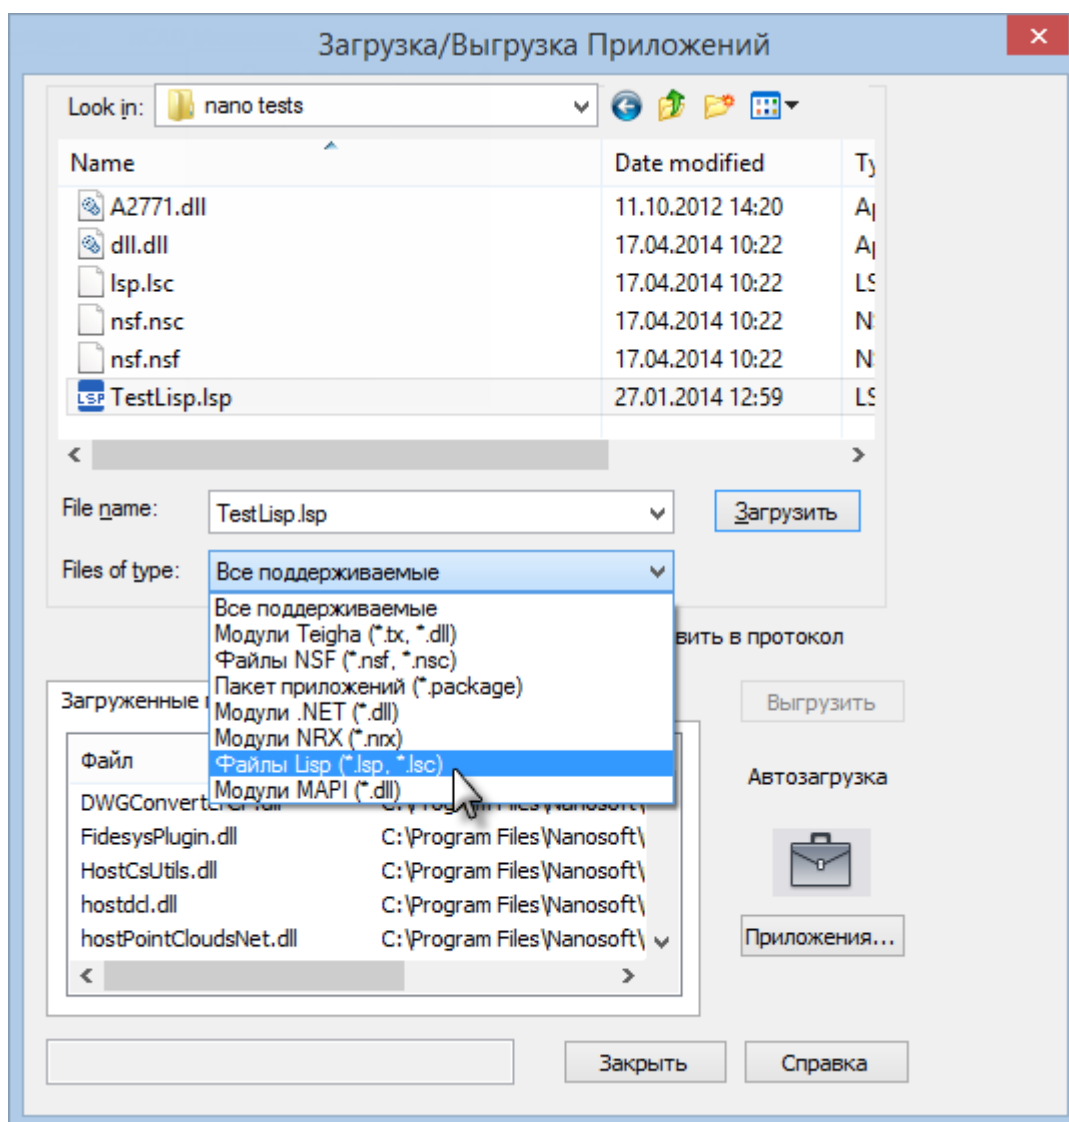 Загрузка/Выгрузка Приложений
Look in: nano tests
Name Date modified
A2771.dll 11.10.2012 14:20
dll.dll 17.04.2014 10:22
lsp.lsc 17.04.2014 10:22 LS
nsf.nsc 17.04.2014 10:22 N
nsf.nsf 17.04.2014 10:22 N
LSP TestLisp.lsp 27.01.2014 12:59 LS
File name: TestLisp.lsp Загрузить
Files of type: Все поддерживаемые
Все поддерживаемые
Модули Teigha (*.tx, *.dll)
вить в протокол
Файлы NSF (*.nsf, *.nsc)
Пакет приложений (*.package)
Загруженные Выгрузить
Модули .NET (*.dll)
Модули NRX (*.nrx)
Файл
Файлы Lisp (*.lsp, *.lsc)
Автозагрузка
Модули MAPI (*.dll)
FidesysPlugin.dll C:\Program Files\Nanosoft\
HostCsUtils.dll C:\Program Files\Nanosoft\
hostdcl.dll C:\Program Files\Nanosoft\
hostPointCloudsNet.dll C:\Program Files\Nanosoft\
Приложения...
Закрыть Справка